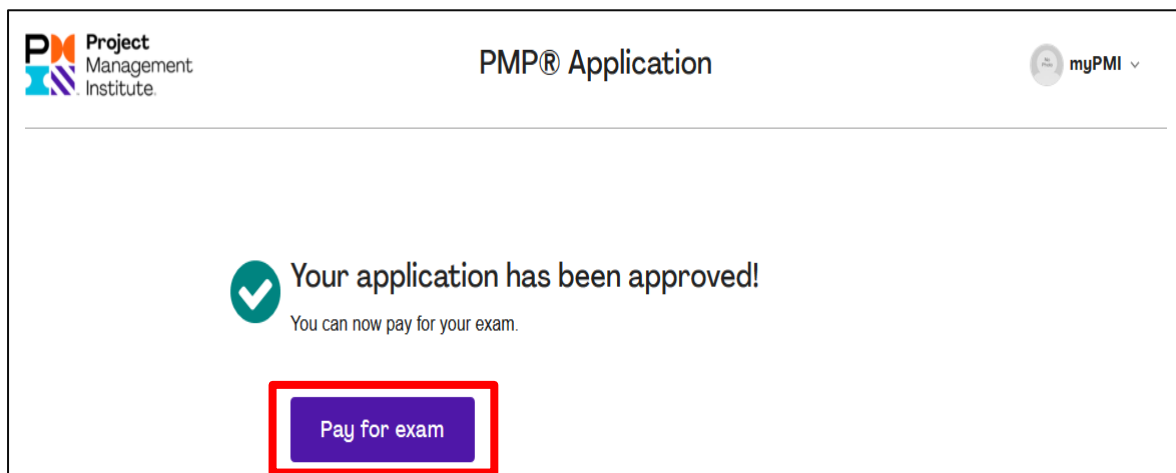 Project
Management
Institute.
PMP® Application
myPMI
Your application has been approved!
You can now pay for your exam.
Pay for exam